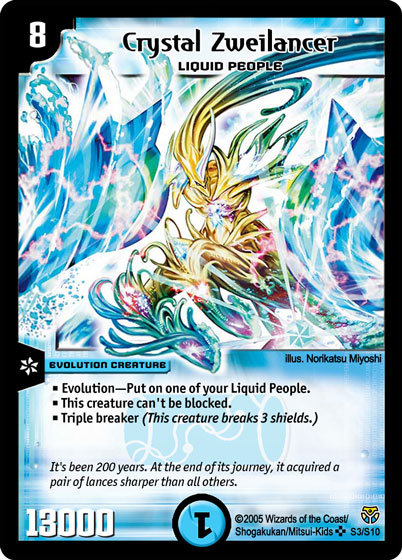 8
Crystal Zweilancer
LIQUID PEOPLE
illus. Norikatsu Miyoshi
EVOLUTION CREATURE
▪ Evolution—Put on one of your Liquid People.
▪ This creature can't be blocked.
▪ Triple breaker (This creature breaks 3 shields.)
It's been 200 years. At the end of its journey, it acquired a
pair of lances sharper than all others.
13000
1
©2005 Wizards of the Coast/
Shogakukan/Mitsui-Kids S3/S10